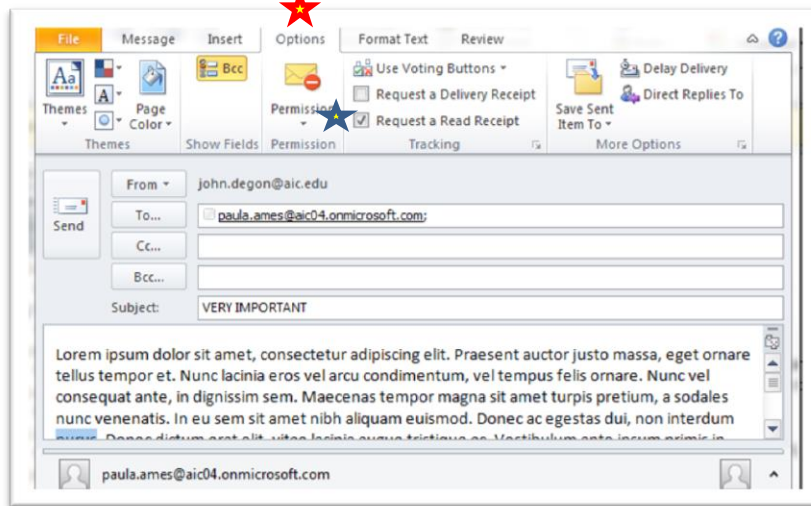 File Message Insert Options Format Text Review
Bcc Use Voting Buttons Delay Delivery
Request a Delivery Receipt Direct Replies To
Themes Page Permission Save Sent
Color Request a Read Receipt Item To
Themes Show Fields Permission Tracking More Options
From john.degon@aic.edu
Send To... paula.ames@aic04.onmicrosoft.com;
Cc...
Bcc...
Subject: VERY IMPORTANT
Lorem ipsum dolor sit amet, consectetur adipiscing elit. Praesent auctor justo massa, eget ornare
tellus tempor et. Nunc lacinia eros vel arcu condimentum, vel tempus felis ornare. Nunc vel
consequat ante, in dignissim sem. Maecenas tempor magna sit amet turpis pretium, a sodales
nunc venenatis. In eu sem sit amet nibh aliquam euismod. Donec ac egestas dui, non interdum
paula.ames@aic04.onmicrosoft.com